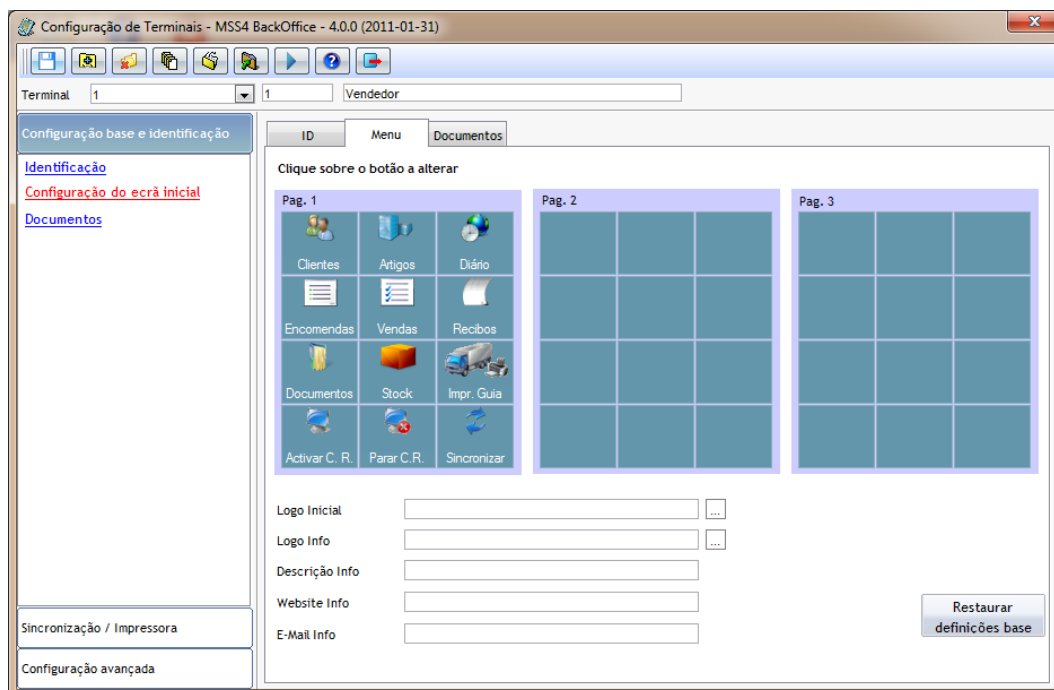 Configuração de Terminais - MSS4 BackOffice - 4.0.0 (2011-01-31)
Terminal 1 1 Vendedor
Configuração base e identificação
Identificação
Configuração do ecrã inicial
Documentos
Sincronização / Impressora
Configuração avançada
ID Menu Documentos
Clique sobre o botão a alterar
Pag. 1 Pag. 2 Pag. 3
Clientes Artigos Diário
Encomendas Vendas Recibos
Documentos Stock Impr. Guia
Activar C. R. Parar C.R. Sincronizar
Logo Inicial ...
Logo Info ...
Descrição Info
Website Info
E-Mail Info
Restaurar
definições base